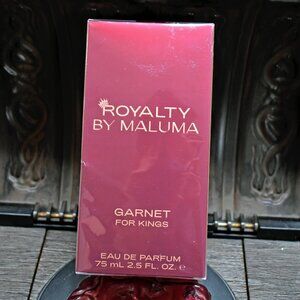 ROYALTY
BY MALUMA
GARNET
FOR KINGS
EAU DE PARFUM
75 mL 2.5 FL. OZ. ℮